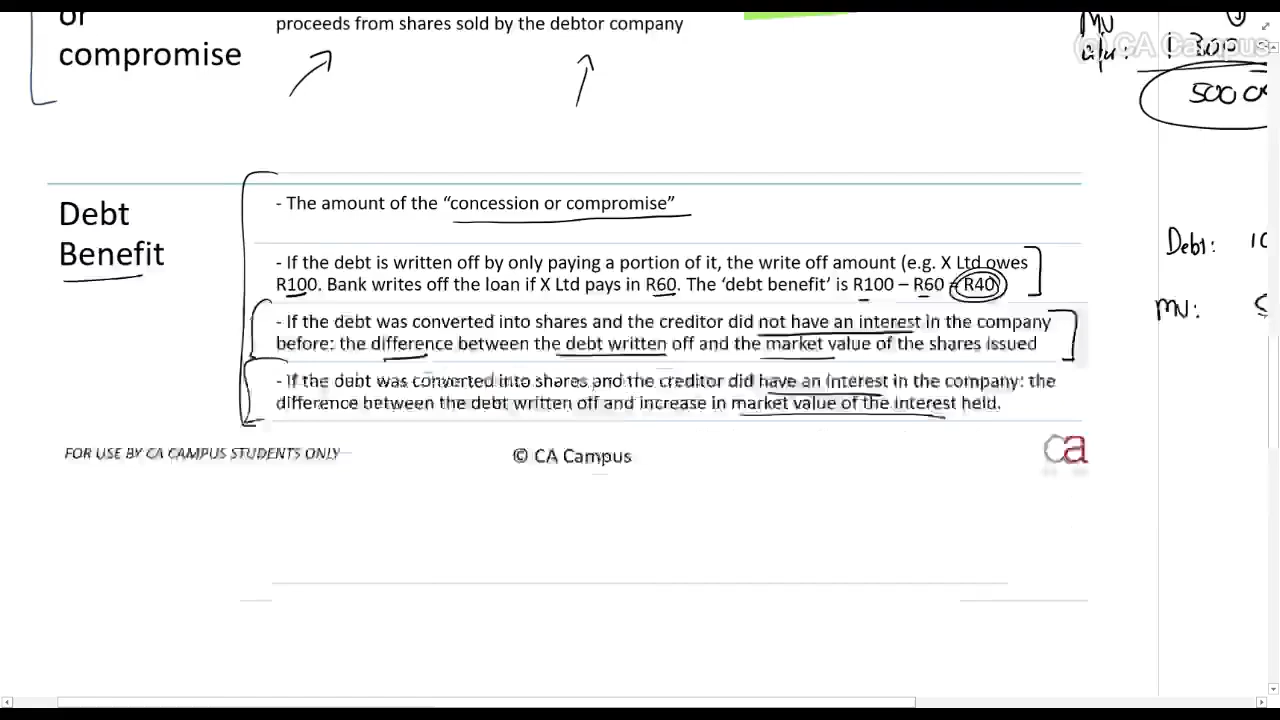 or
proceeds from shares sold by the debtor company
compromise
MV
(c) CA Campus
300
5000
Debt
Benefit
- The amount of the “concession or compromise”
- If the debt is written off by only paying a portion of it, the write off amount (e.g. X Ltd owes
R100. Bank writes off the loan if X Ltd pays in R60. The ‘debt benefit’ is R100 – R60 = R40)
- If the debt was converted into shares and the creditor did not have an interest in the company
before: the difference between the debt written off and the market value of the shares issued
- If the debt was converted into shares and the creditor did have an interest in the company: the
difference between the debt written off and increase in market value of the interest held.
Debt: 10
MV:
FOR USE BY CA CAMPUS STUDENTS ONLY
© CA Campus
ca